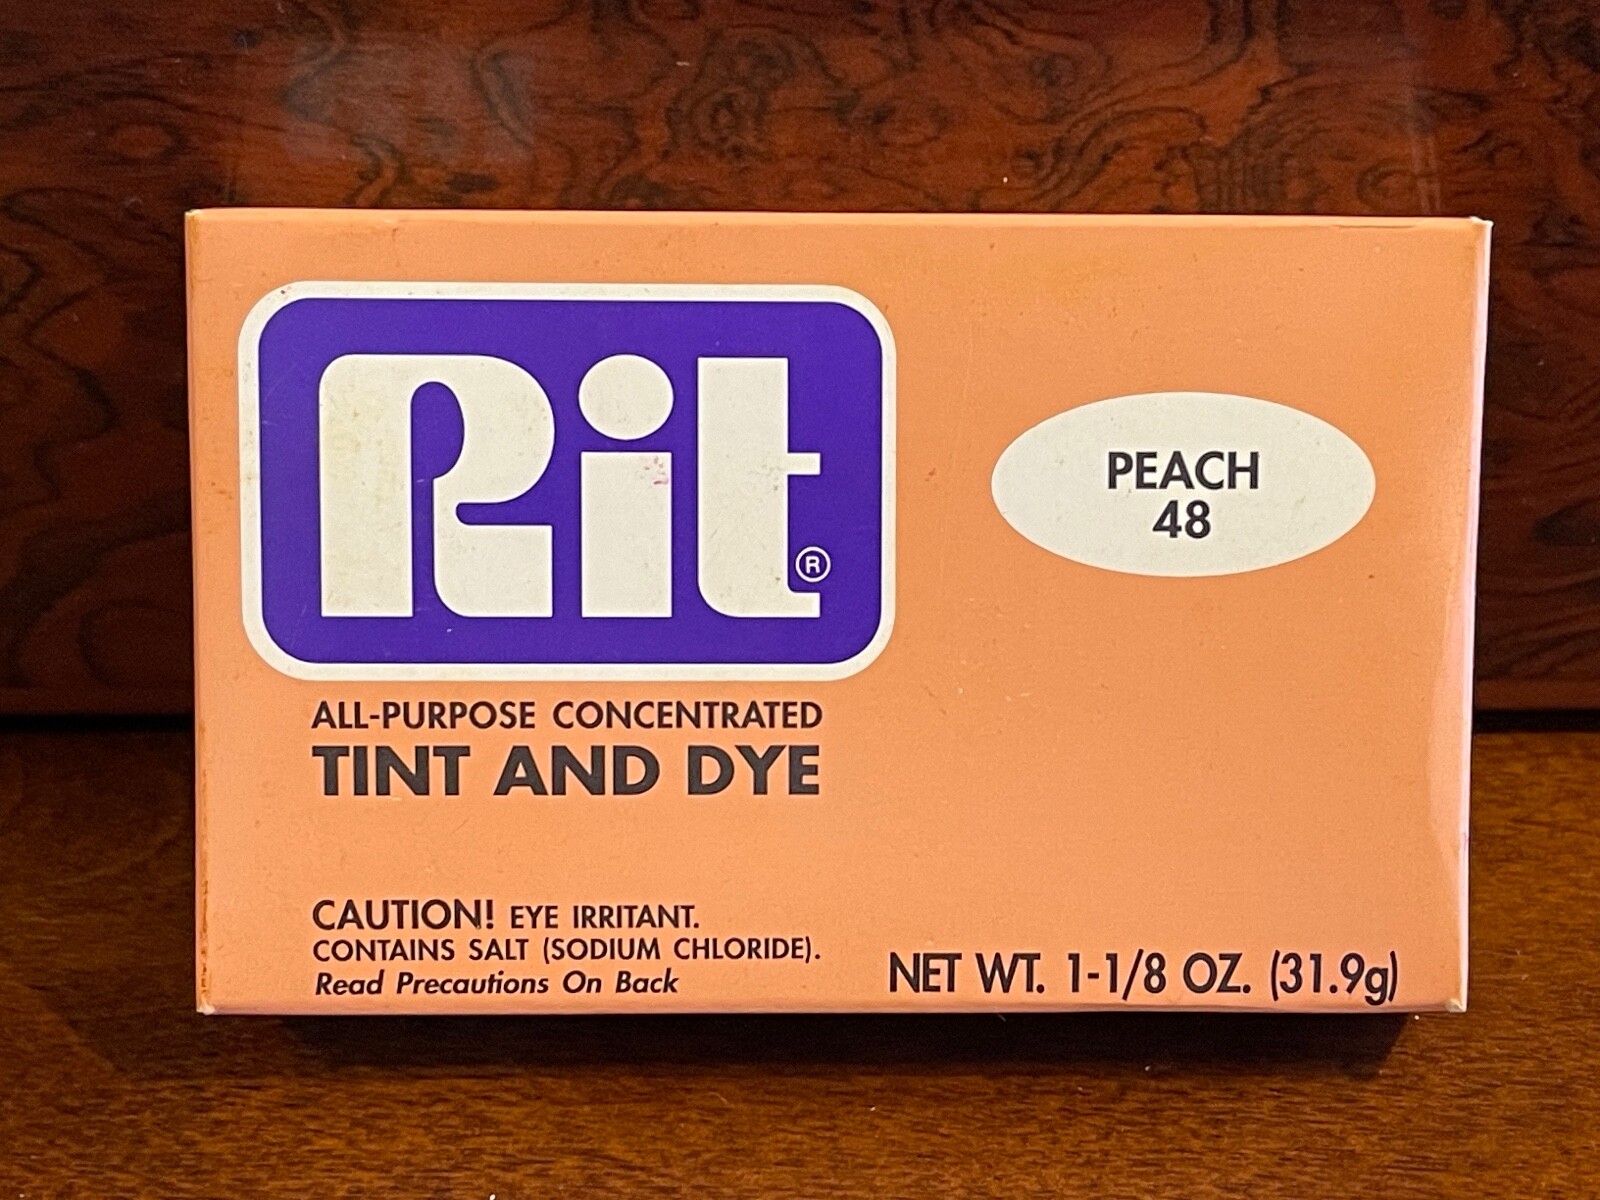 Rit®
PEACH
48
ALL-PURPOSE CONCENTRATED
TINT AND DYE
CAUTION! EYE IRRITANT.
CONTAINS SALT (SODIUM CHLORIDE).
Read Precautions On Back
NET WT. 1-1/8 OZ. (31.9g)